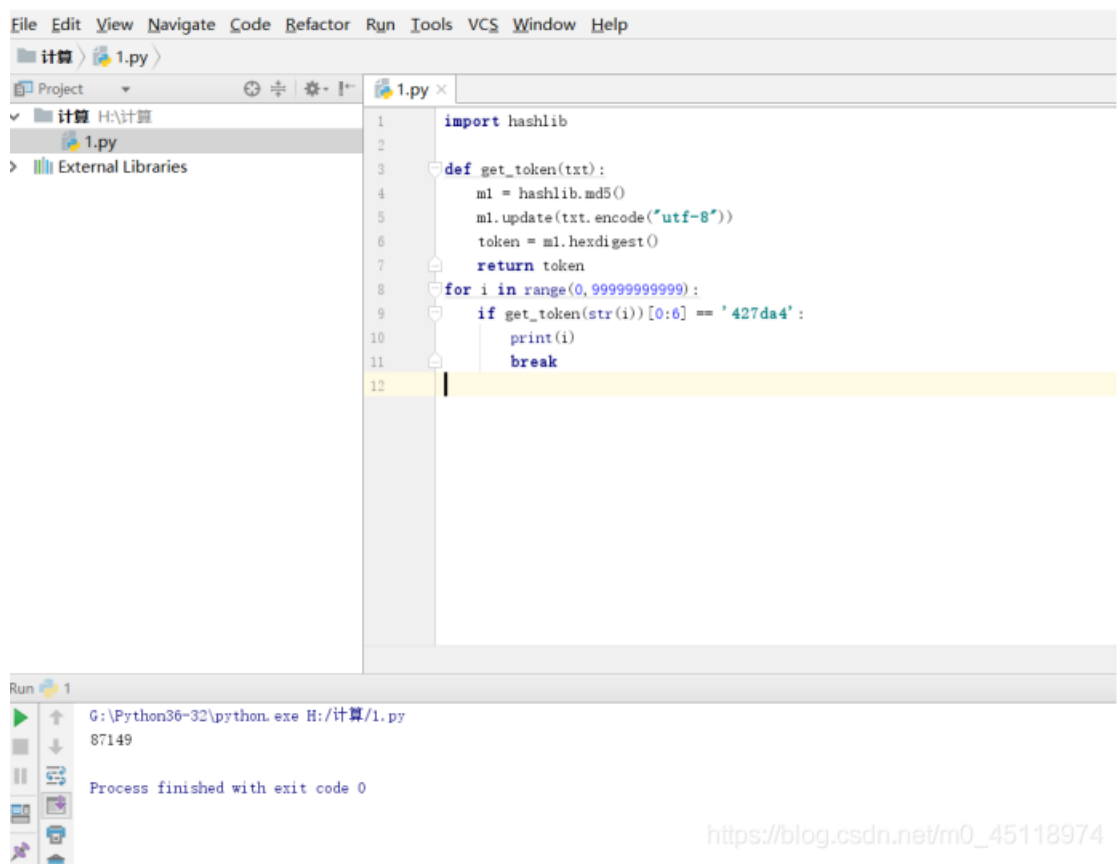 File Edit View Navigate Code Refactor Run Tools VCS Window Help
计算 1.py
Project
1.py
计算 H:\计算
1.py
External Libraries
1 import hashlib
2
3 def get_token(txt):
4 m1 = hashlib.md5()
5 m1.update(txt.encode("utf-8"))
6 token = m1.hexdigest()
7 return token
8 for i in range(0,99999999999):
9 if get_token(str(i))[0:6] == '427da4':
10 print(i)
11 break
12
Run 1
G:\Python36-32\python.exe H:/计算/1.py
87149
Process finished with exit code 0
https://blog.csdn.net/m0_45118974